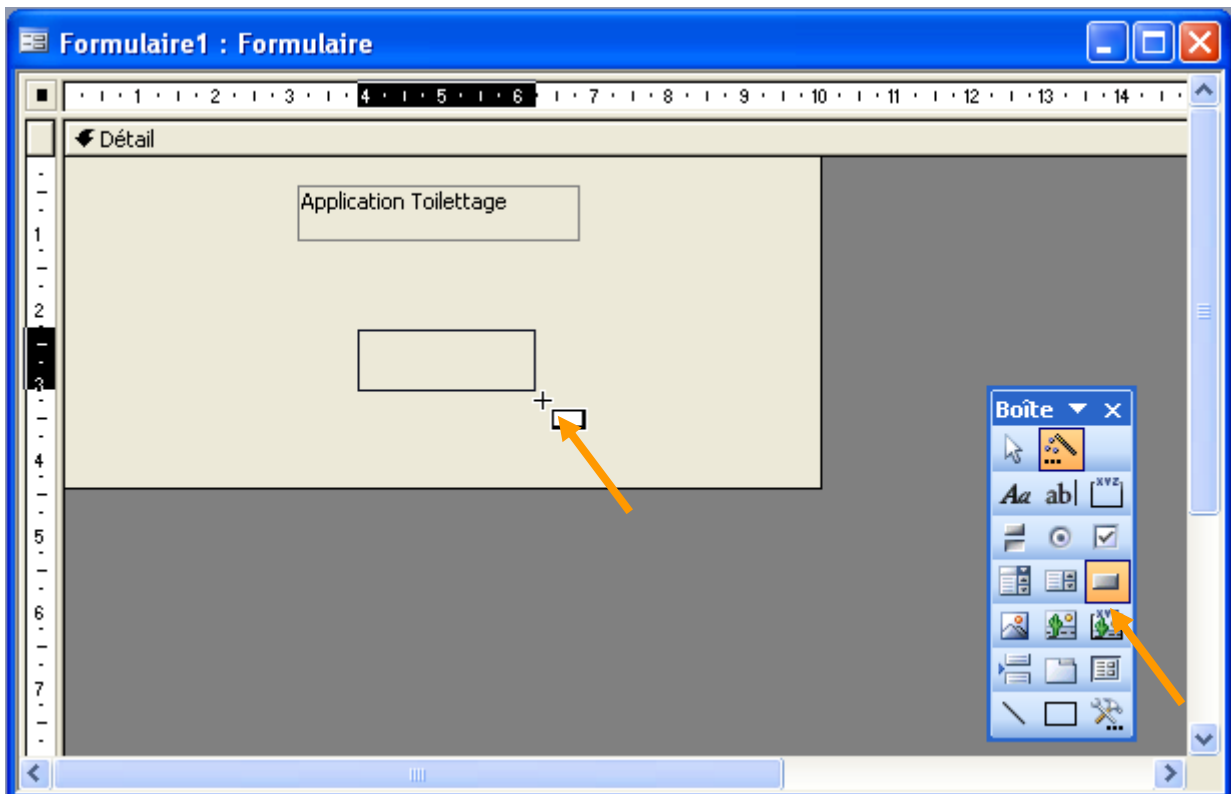 Formulaire1 : Formulaire
1 2 3 4 5 6 7 8 9 10 11 12 13 14
Détail
Application Toilettage
1
2
3
4
5
6
7
Boîte
Aa ab| XYZ
XYZ